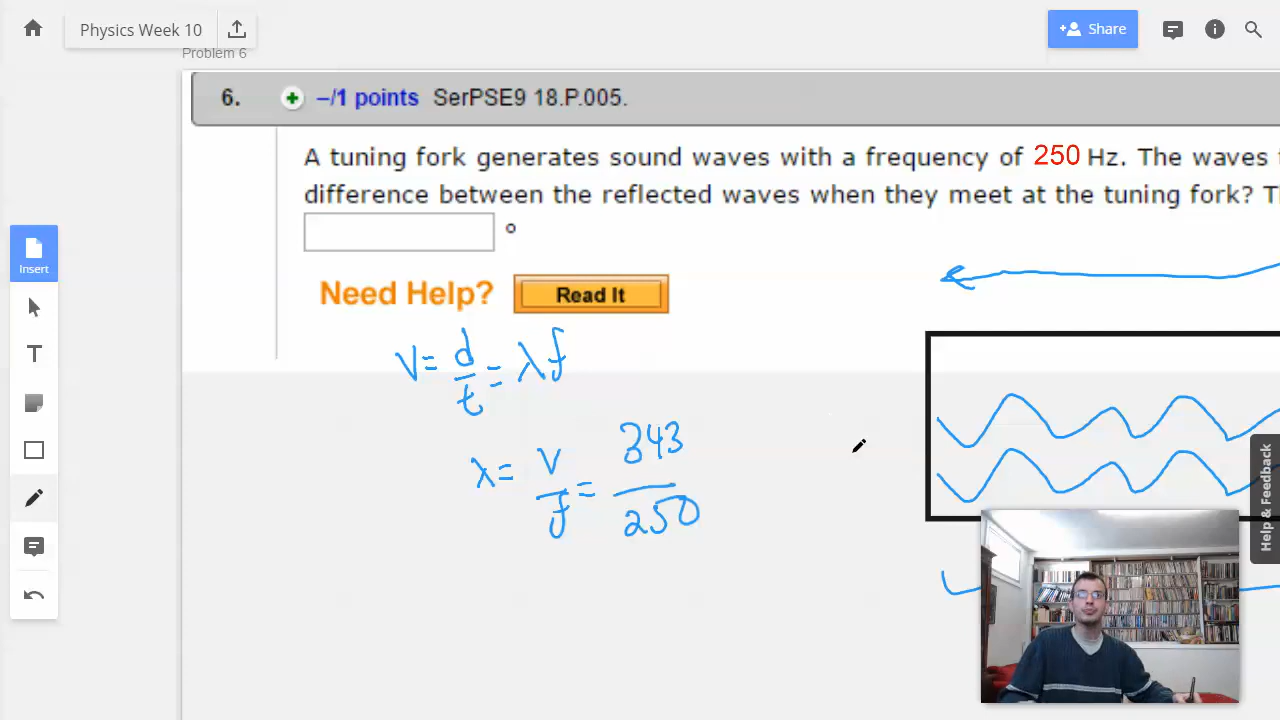 Physics Week 10
Share
Problem 6
6. –/1 points SerPSE9 18.P.005.
A tuning fork generates sound waves with a frequency of 250 Hz. The waves
difference between the reflected waves when they meet at the tuning fork?
°
Need Help? Read It
Insert
T
V = d/t = λf
λ = v/f = 343/250
Help & Feedback